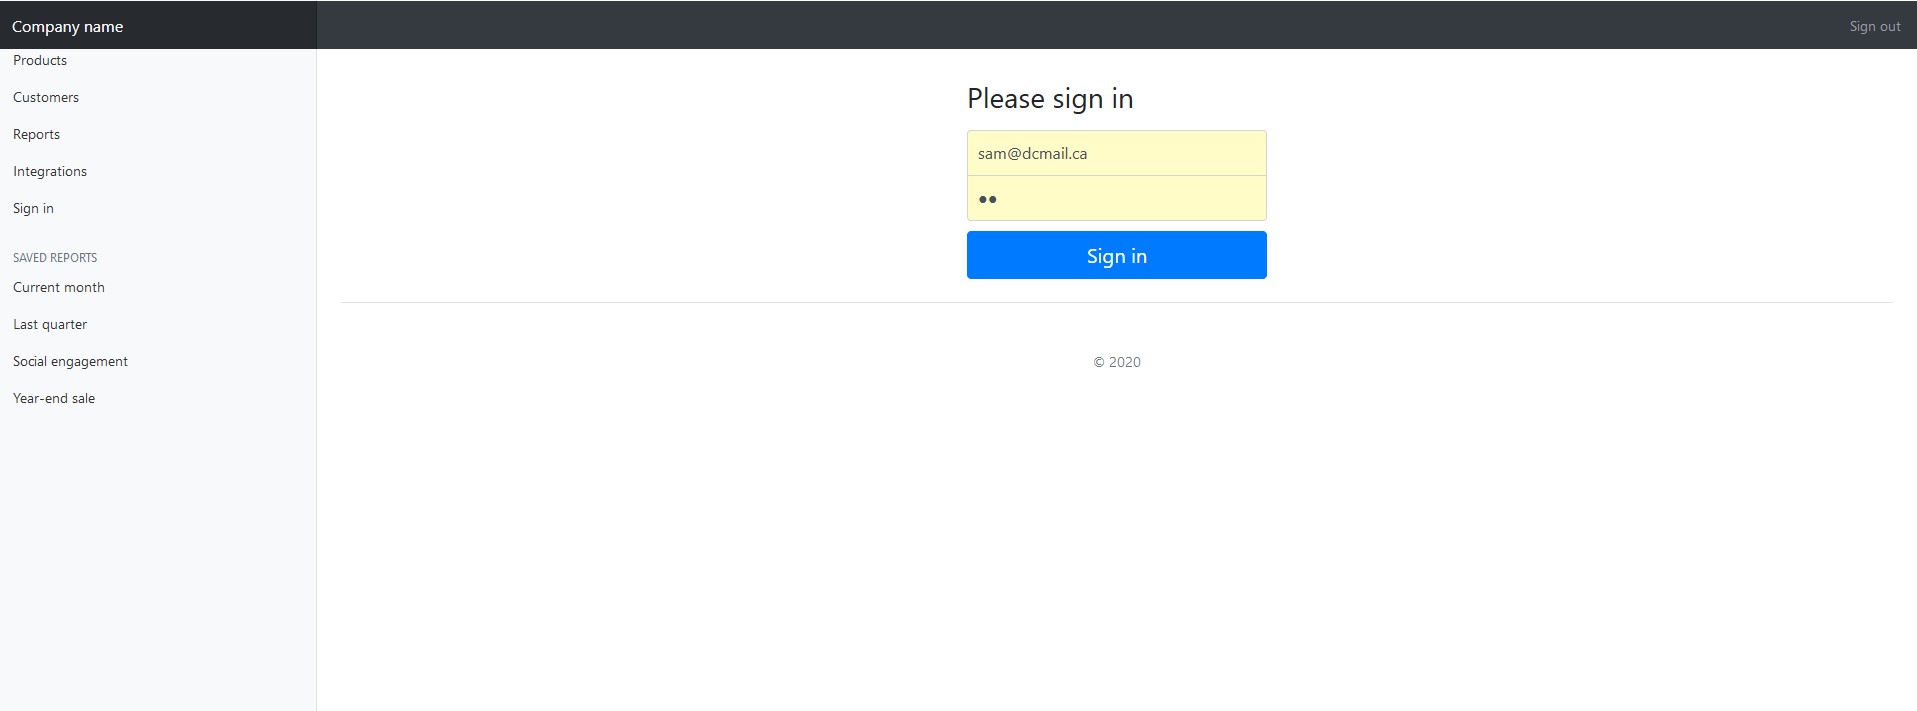 Company name
Sign out
Products
Customers
Reports
Integrations
Sign in
SAVED REPORTS
Current month
Last quarter
Social engagement
Year-end sale
Please sign in
sam@dcmail.ca
••
Sign in
© 2020